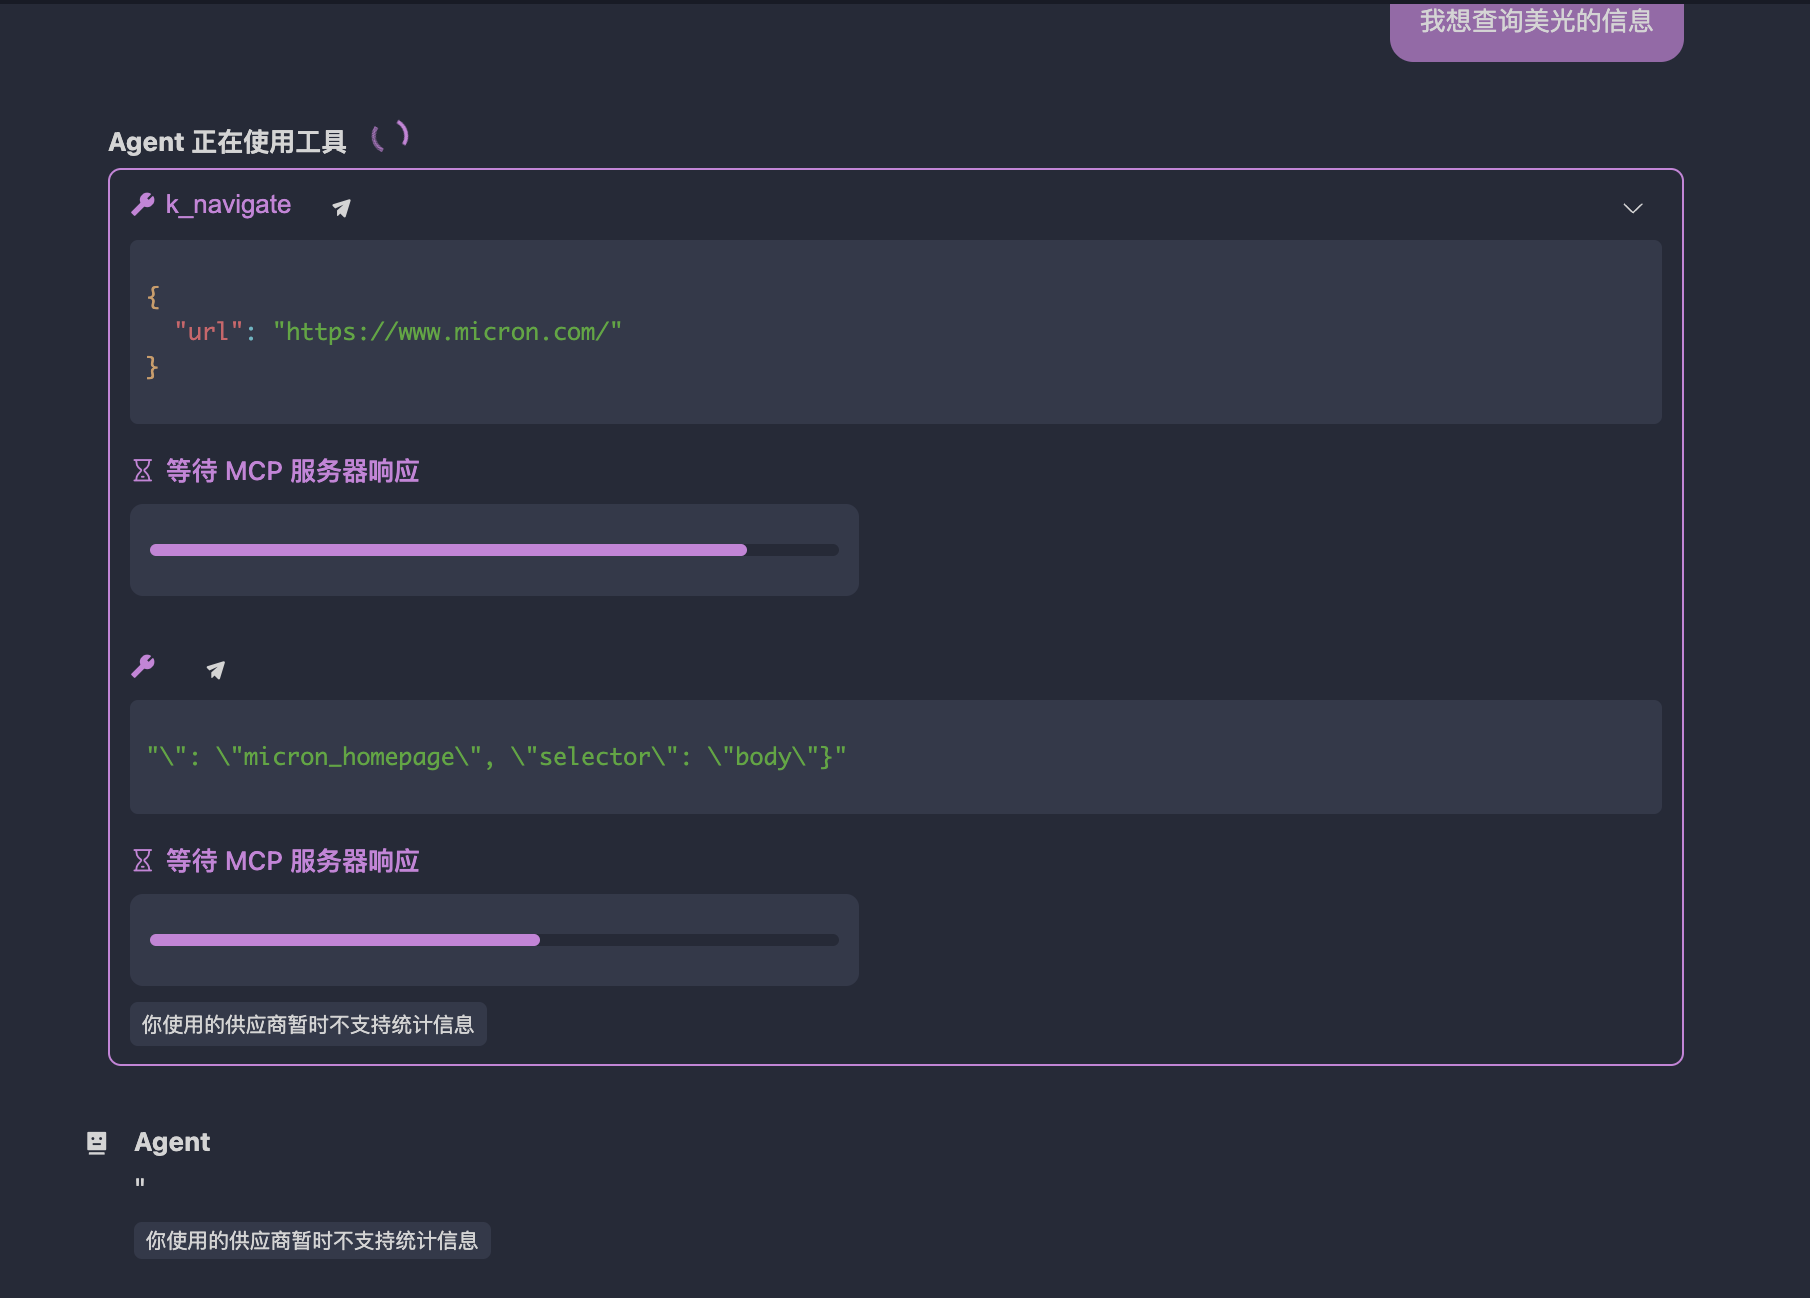 我想查询美光的信息
Agent 正在使用工具
k_navigate
{
"url": "https://www.micron.com/"
}
等待 MCP 服务器响应
"\": \"micron_homepage\", \"selector\": \"body\"}"
等待 MCP 服务器响应
你使用的供应商暂时不支持统计信息
Agent
"
你使用的供应商暂时不支持统计信息